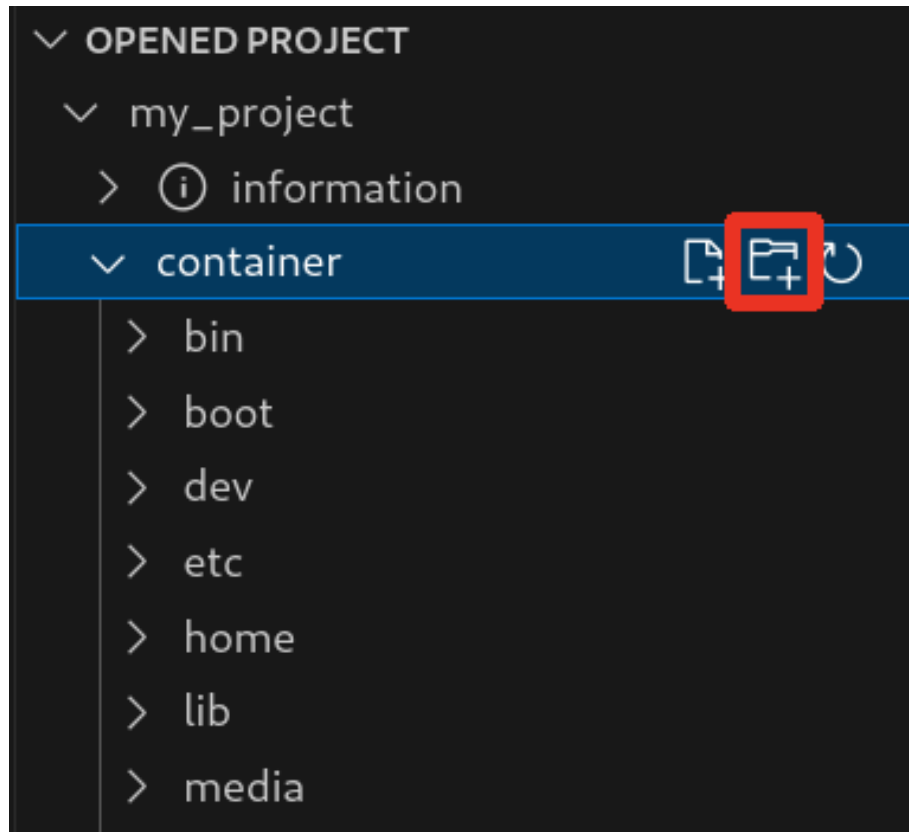 OPENED PROJECT
my_project
information
container
bin
boot
dev
etc
home
lib
media